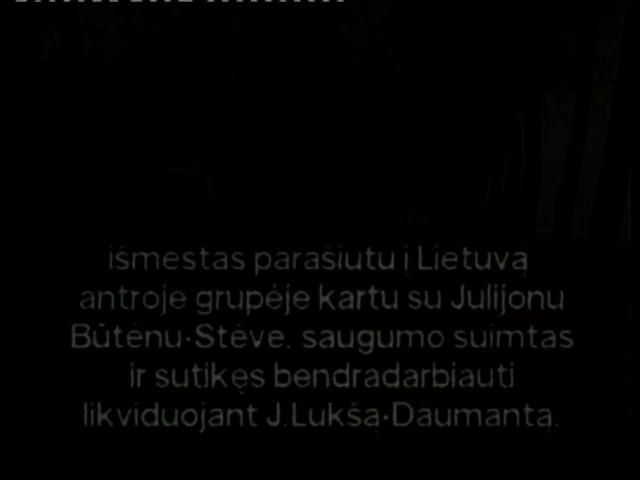 išmestas parašiutu į Lietuvą
antroje grupėje kartu su Julijonu
Būtėnu-Stėve. saugumo suimtas
ir sutikęs bendradarbiauti
likviduojant J.Lukšą-Daumantą.